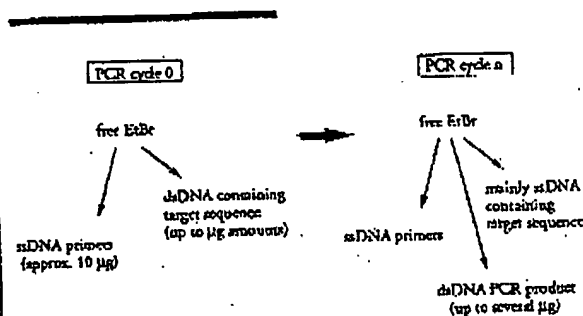 PCR cycle 0
free EtBr
ssDNA primers
(approx. 10 μg)
dsDNA containing
target sequence
(up to μg amounts)
PCR cycle n
free EtBr
ssDNA primers
mainly ssDNA
containing
target sequence
dsDNA PCR product
(up to several μg)